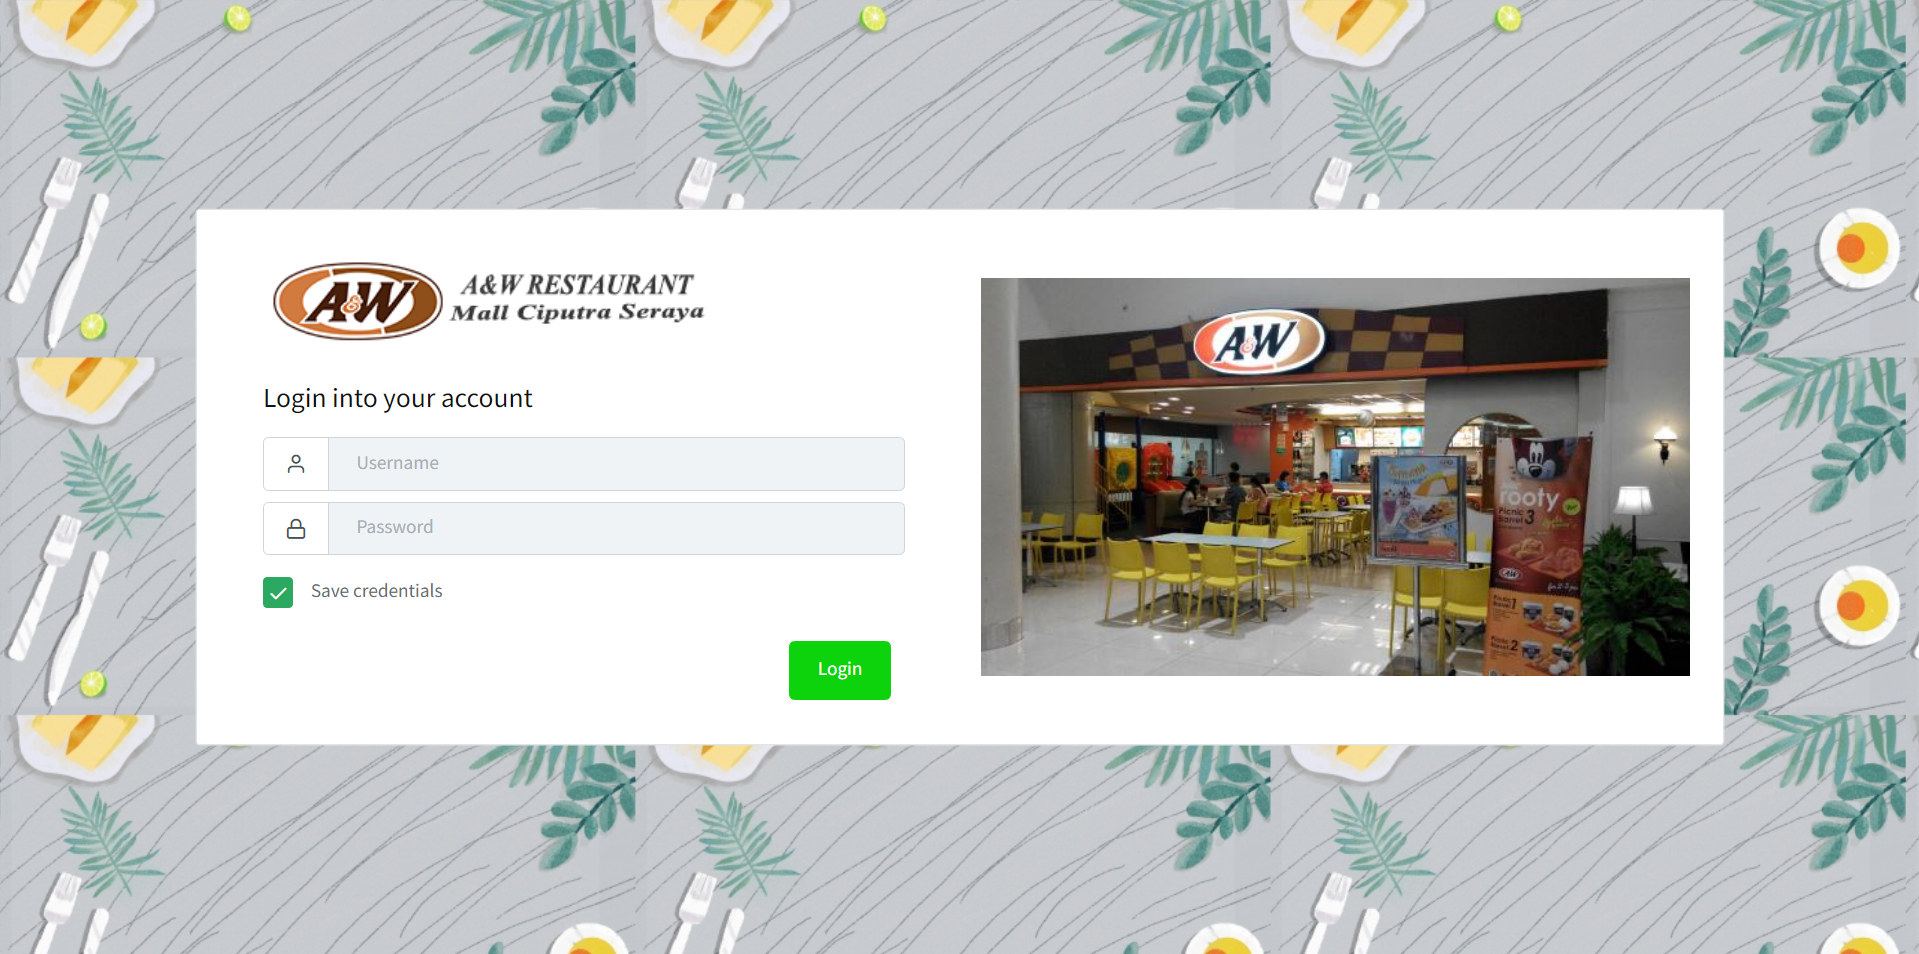 A&W
A&W RESTAURANT
Mall Ciputra Seraya
Login into your account
Username
Password
Save credentials
Login
A&W
rooty
Picnic
Barrel 3
Picnic
Barrel 1
Picnic
Barrel 2
A&W